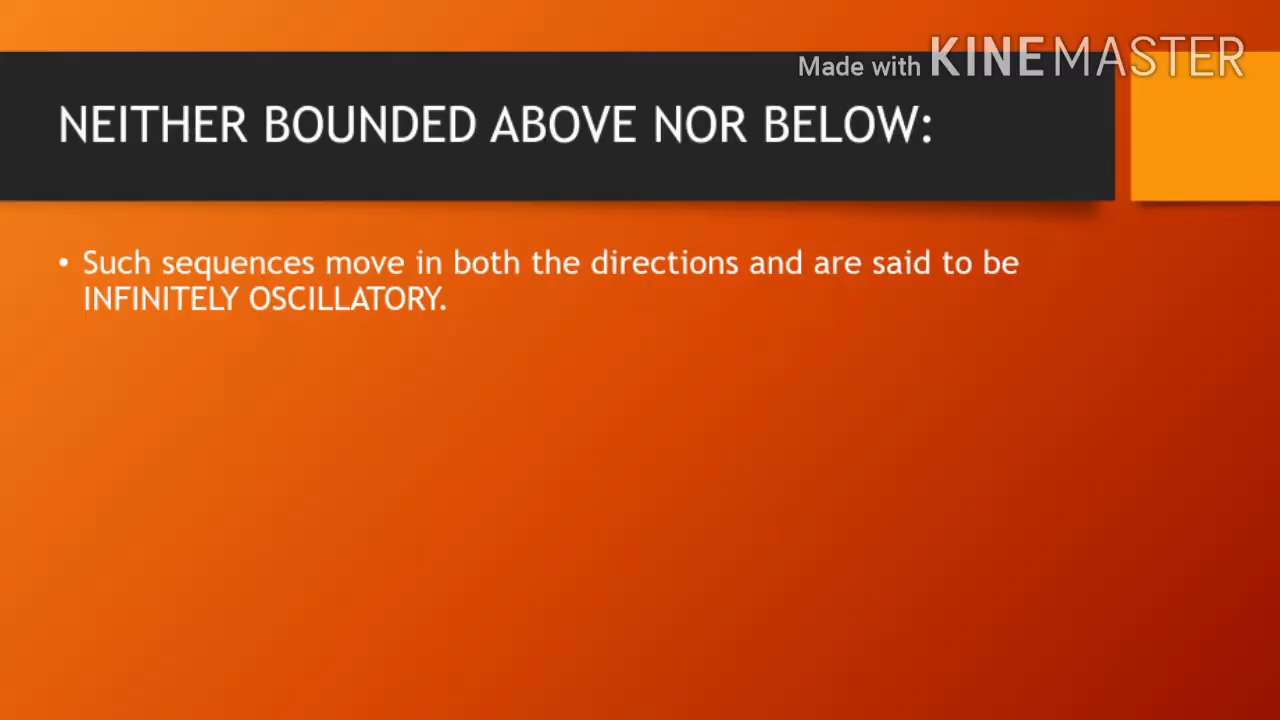 Made with KINEMASTER
NEITHER BOUNDED ABOVE NOR BELOW:
• Such sequences move in both the directions and are said to be
INFINITELY OSCILLATORY.